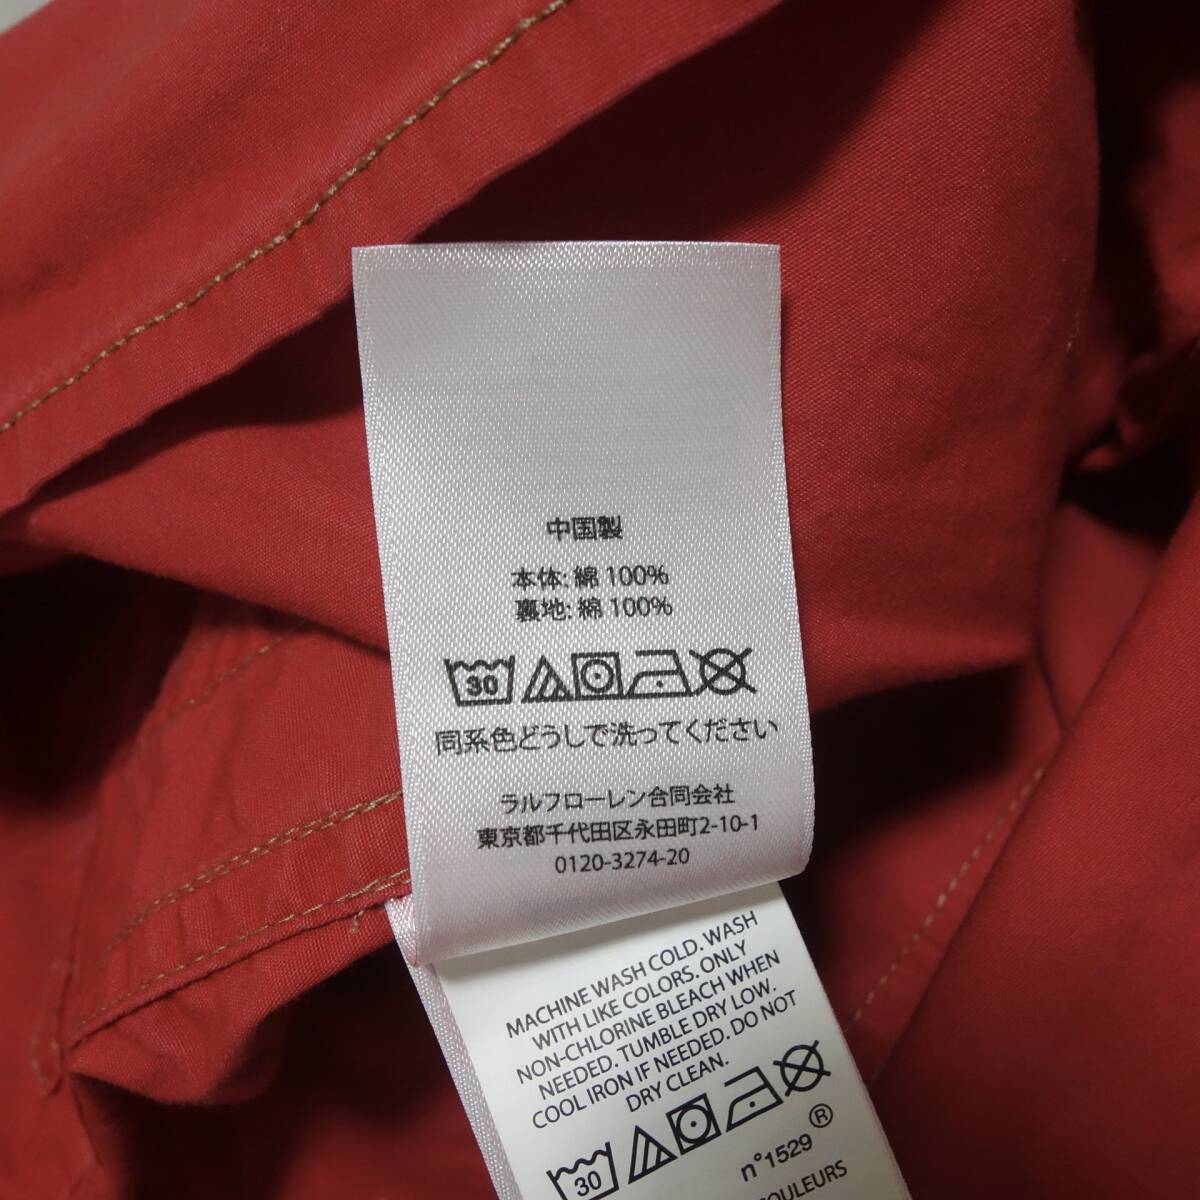 中国製
本体: 綿 100%
裏地: 綿 100%
30
同系色どうしで洗ってください
ラルフローレン合同会社
東京都千代田区永田町2-10-1
0120-3274-20
MACHINE WASH COLD. WASH
WITH LIKE COLORS. ONLY
NON-CHLORINE BLEACH WHEN
NEEDED. TUMBLE DRY LOW.
COOL IRON IF NEEDED. DO NOT
DRY CLEAN.
30
n°1529 ®
COULEURS